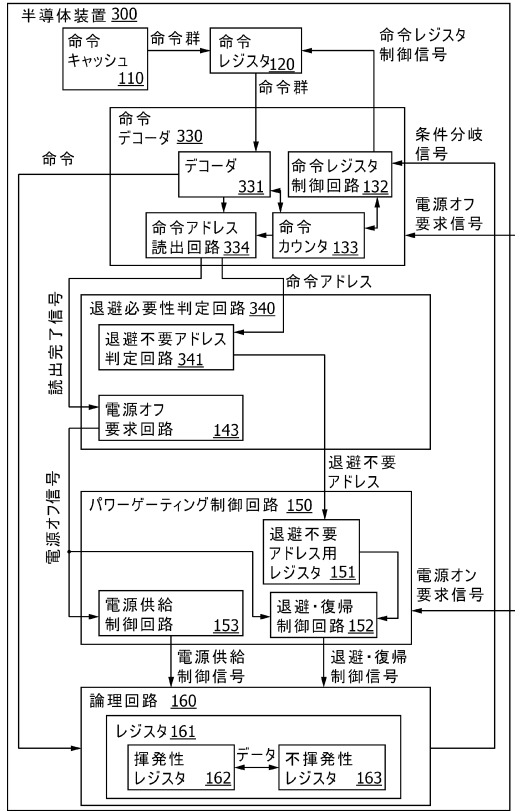 半導体装置 300
命令
キャッシュ 110
命令群
命令
レジスタ 120
命令レジスタ
制御信号
命令群
命令
デコーダ 330
命令
デコーダ
331
命令レジスタ
制御回路 132
条件分岐
信号
命令アドレス
読出回路 334
命令
カウンタ 133
電源オフ
要求信号
命令アドレス
読出完了信号
退避必要性判定回路 340
退避不要アドレス
判定回路 341
電源オフ
要求回路 143
退避不要
アドレス
電源オフ信号
パワーゲーティング制御回路 150
退避不要
アドレス用
レジスタ 151
電源オン
要求信号
電源供給
制御回路 153
退避・復帰
制御回路 152
電源供給
制御信号
退避・復帰
制御信号
論理回路 160
レジスタ 161
揮発性
レジスタ 162
データ
不揮発性
レジスタ 163